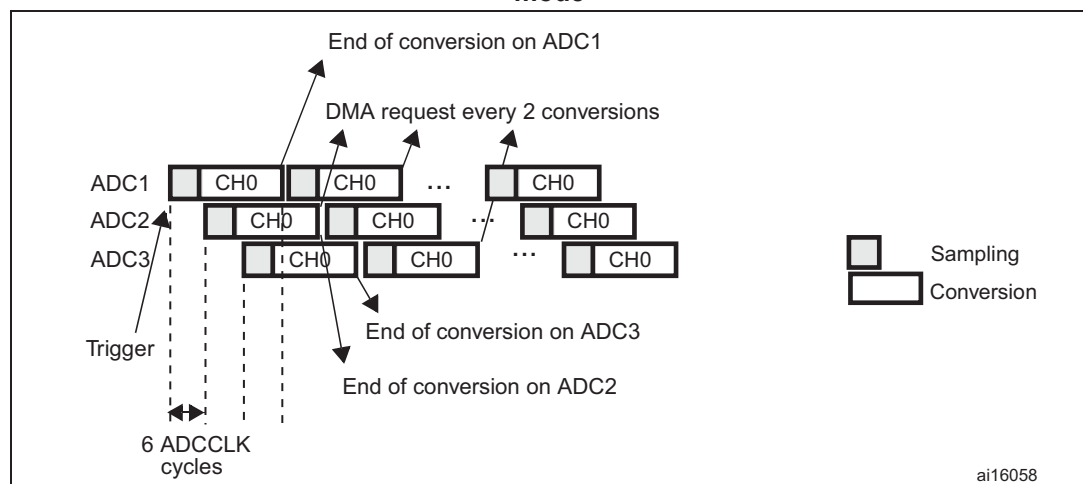 mode
End of conversion on ADC1
DMA request every 2 conversions
ADC1 CH0 CH0 ... CH0
ADC2 CH0 CH0 ... CH0
ADC3 CH0 CH0 ... CH0
Sampling
Conversion
Trigger
End of conversion on ADC3
End of conversion on ADC2
6 ADCCLK
cycles
ai16058